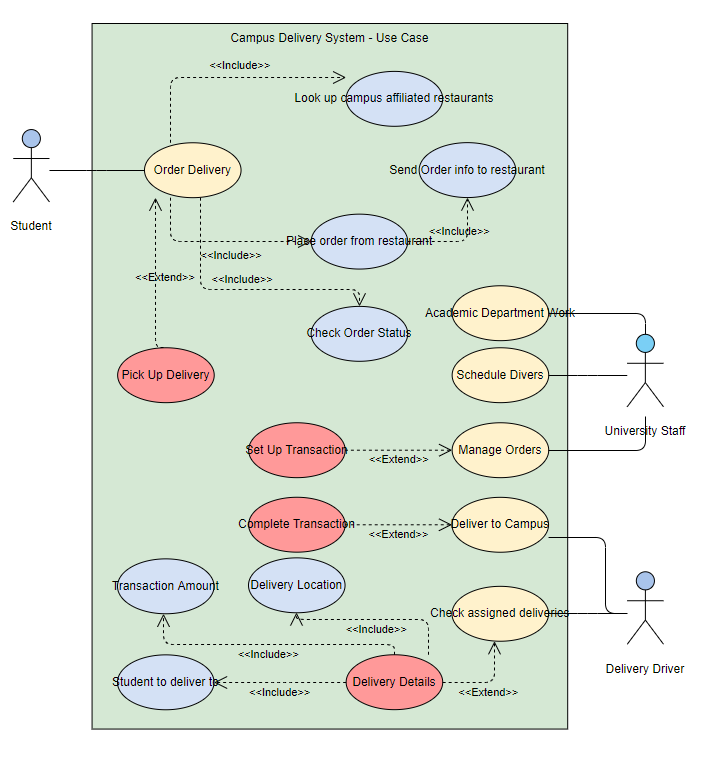 Campus Delivery System - Use Case
<<Include>>
Look up campus affiliated restaurants
Order Delivery
Send Order info to restaurant
Student
<<Include>>
Place order from restaurant
<<Include>>
<<Extend>>
<<Include>>
Academic Department Work
Check Order Status
Pick Up Delivery
Schedule Divers
University Staff
Set Up Transaction
Manage Orders
<<Extend>>
Complete Transaction
Deliver to Campus
<<Extend>>
Transaction Amount
Delivery Location
Check assigned deliveries
<<Include>>
<<Include>>
Delivery Driver
Student to deliver to
<<Include>>
Delivery Details
<<Extend>>